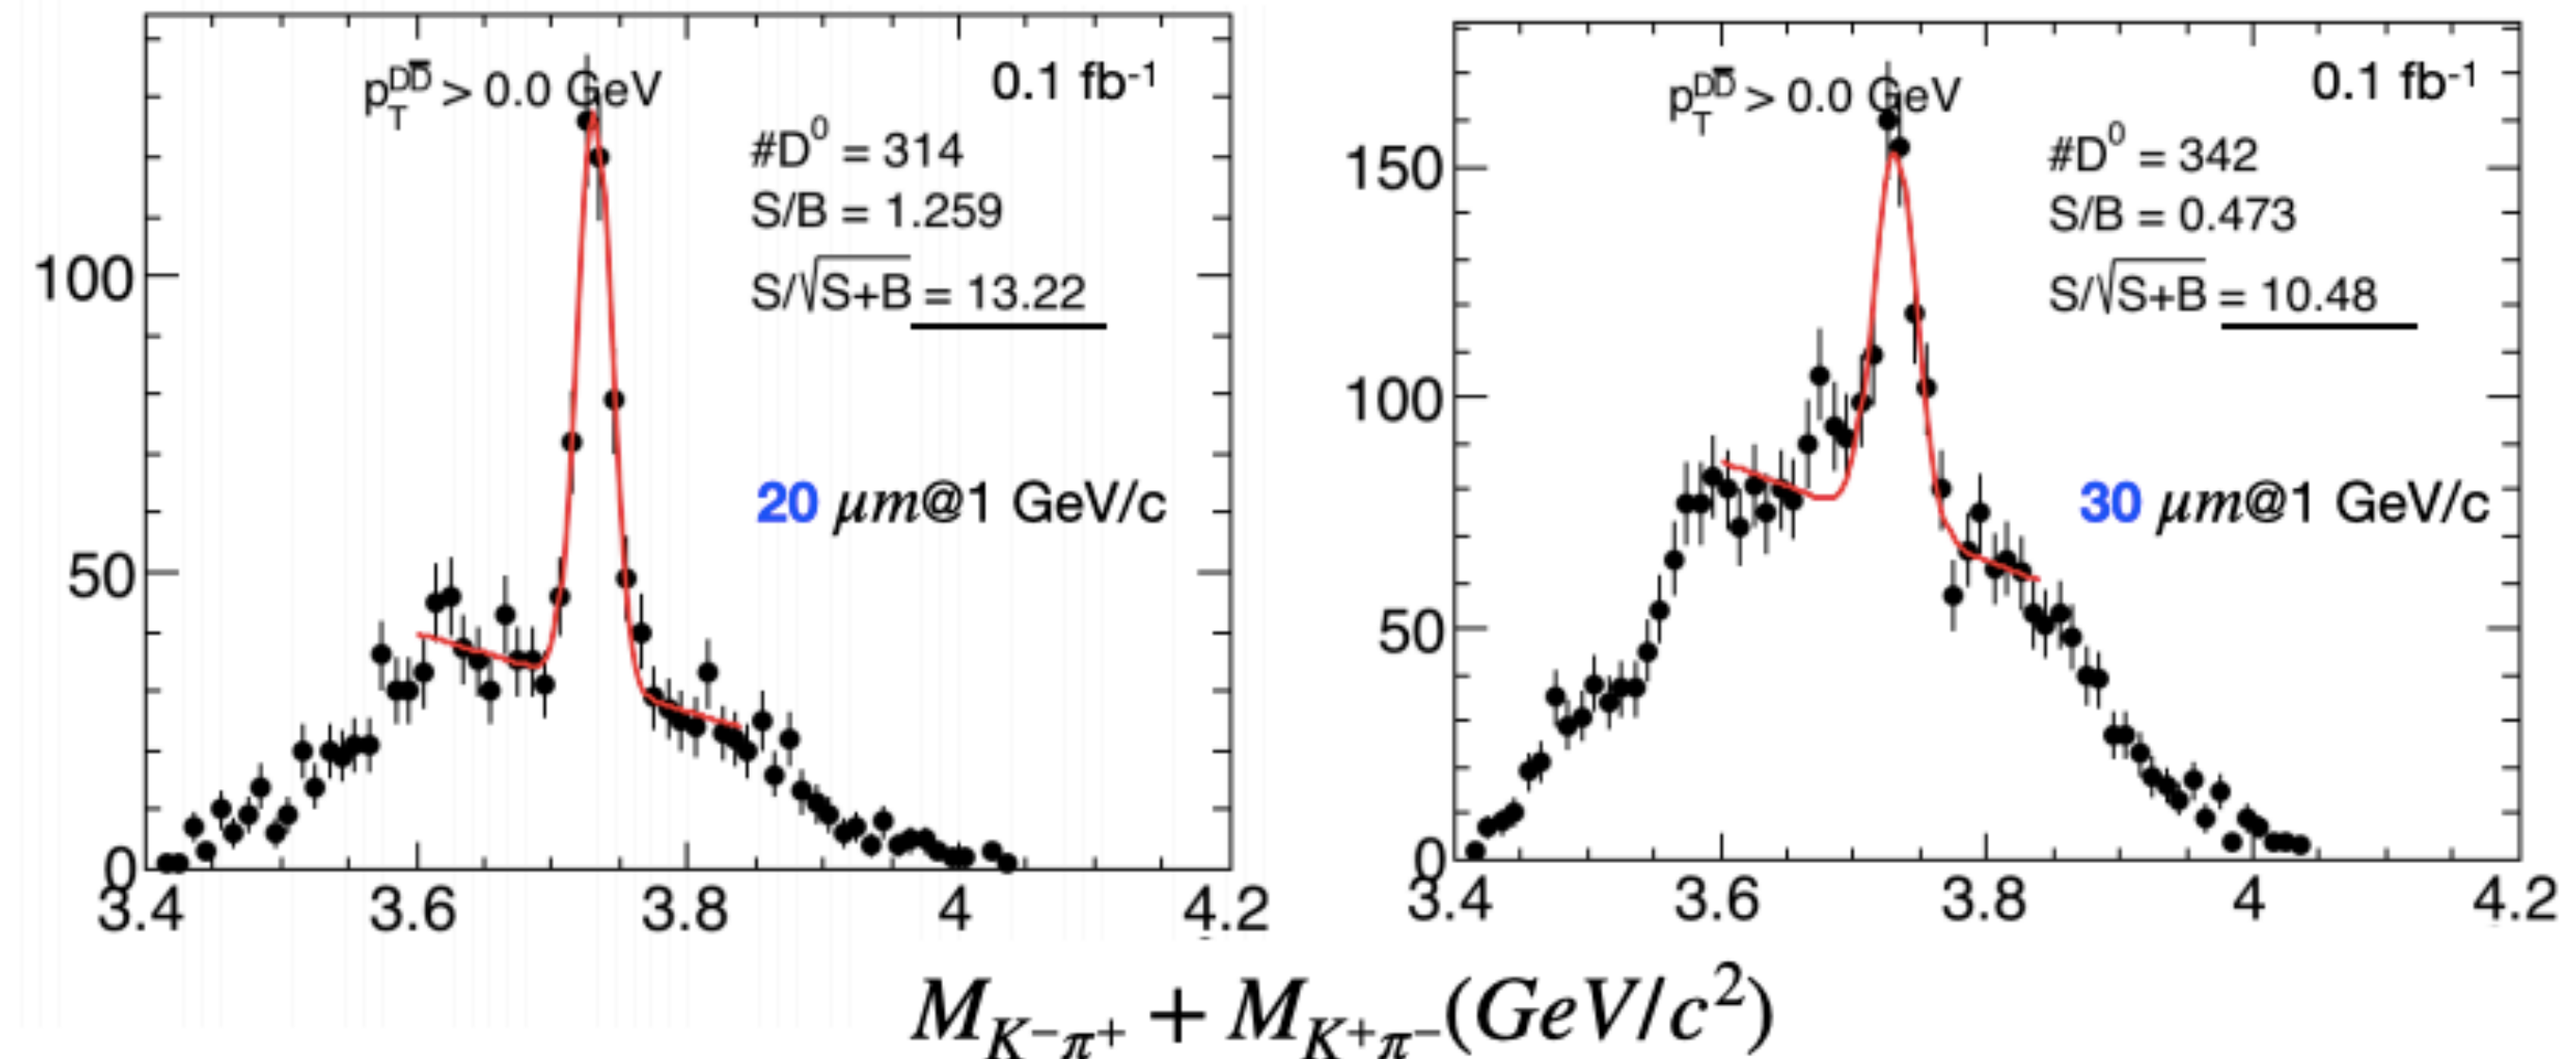 p_T^{DD̅} > 0.0 GeV
0.1 fb⁻¹
#D⁰ = 314
S/B = 1.259
S/√S+B = 13.22
20 μm@1 GeV/c
100
50
0
3.4 3.6 3.8 4 4.2
p_T^{DD̅} > 0.0 GeV
0.1 fb⁻¹
#D⁰ = 342
S/B = 0.473
S/√S+B = 10.48
30 μm@1 GeV/c
150
100
50
0
3.4 3.6 3.8 4 4.2
M_{K⁻π⁺} + M_{K⁺π⁻}(GeV/c²)